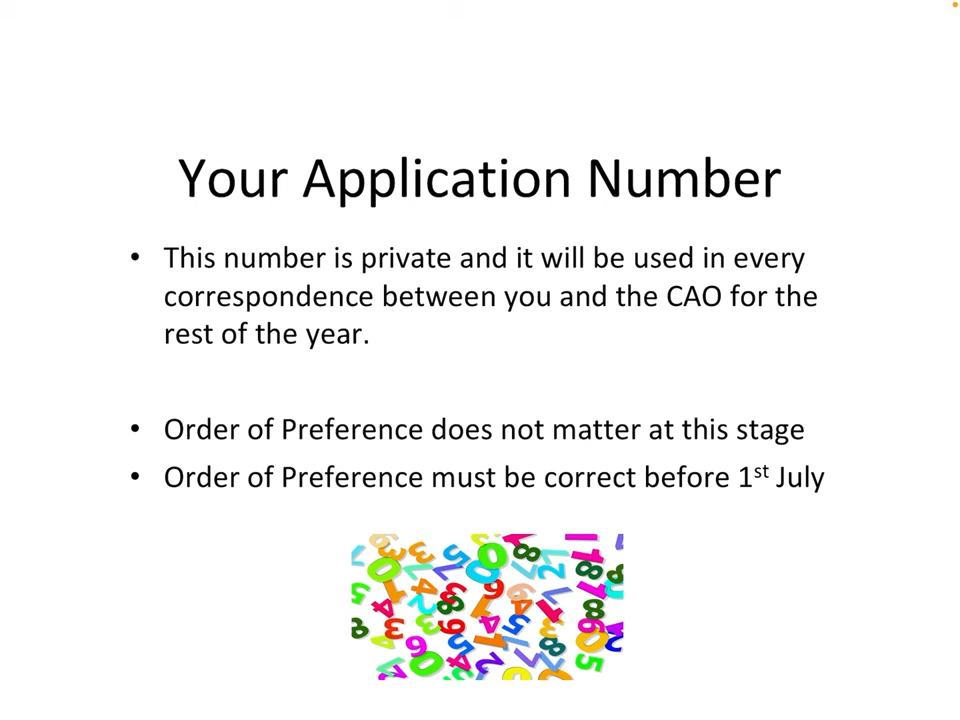 Your Application Number
• This number is private and it will be used in every
correspondence between you and the CAO for the
rest of the year.
• Order of Preference does not matter at this stage
• Order of Preference must be correct before 1st July